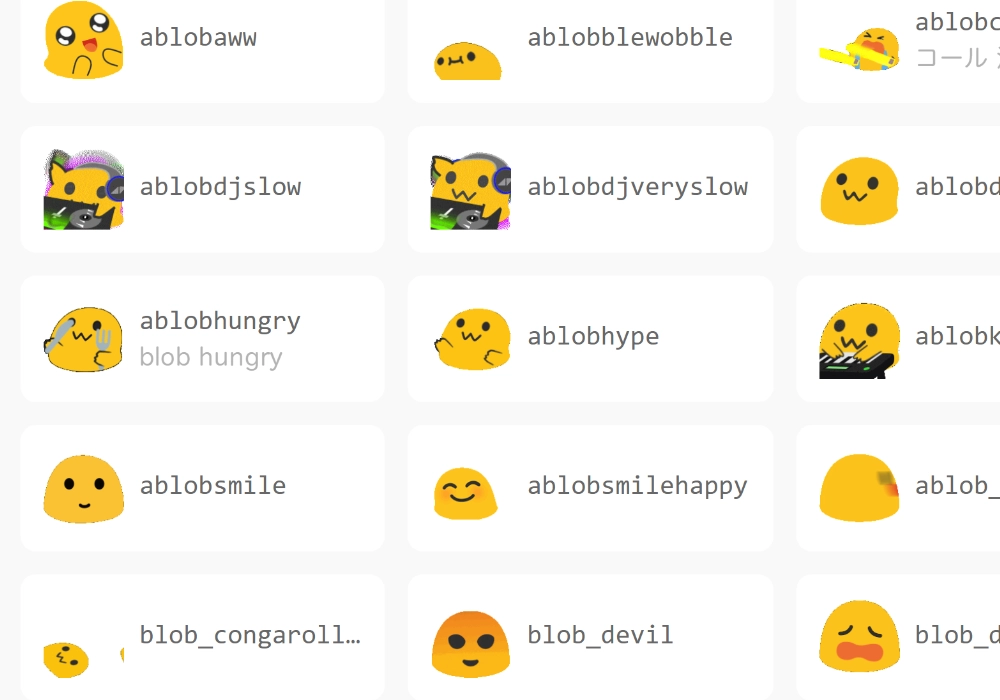 ablobaww
ablobblewobble
ablobc
コール
ablobdjslow
ablobdjveryslow
ablobd
ablobhungry
blob hungry
ablobhype
ablobk
ablobsmile
ablobsmilehappy
ablob_
blob_congaroll…
blob_devil
blob_d